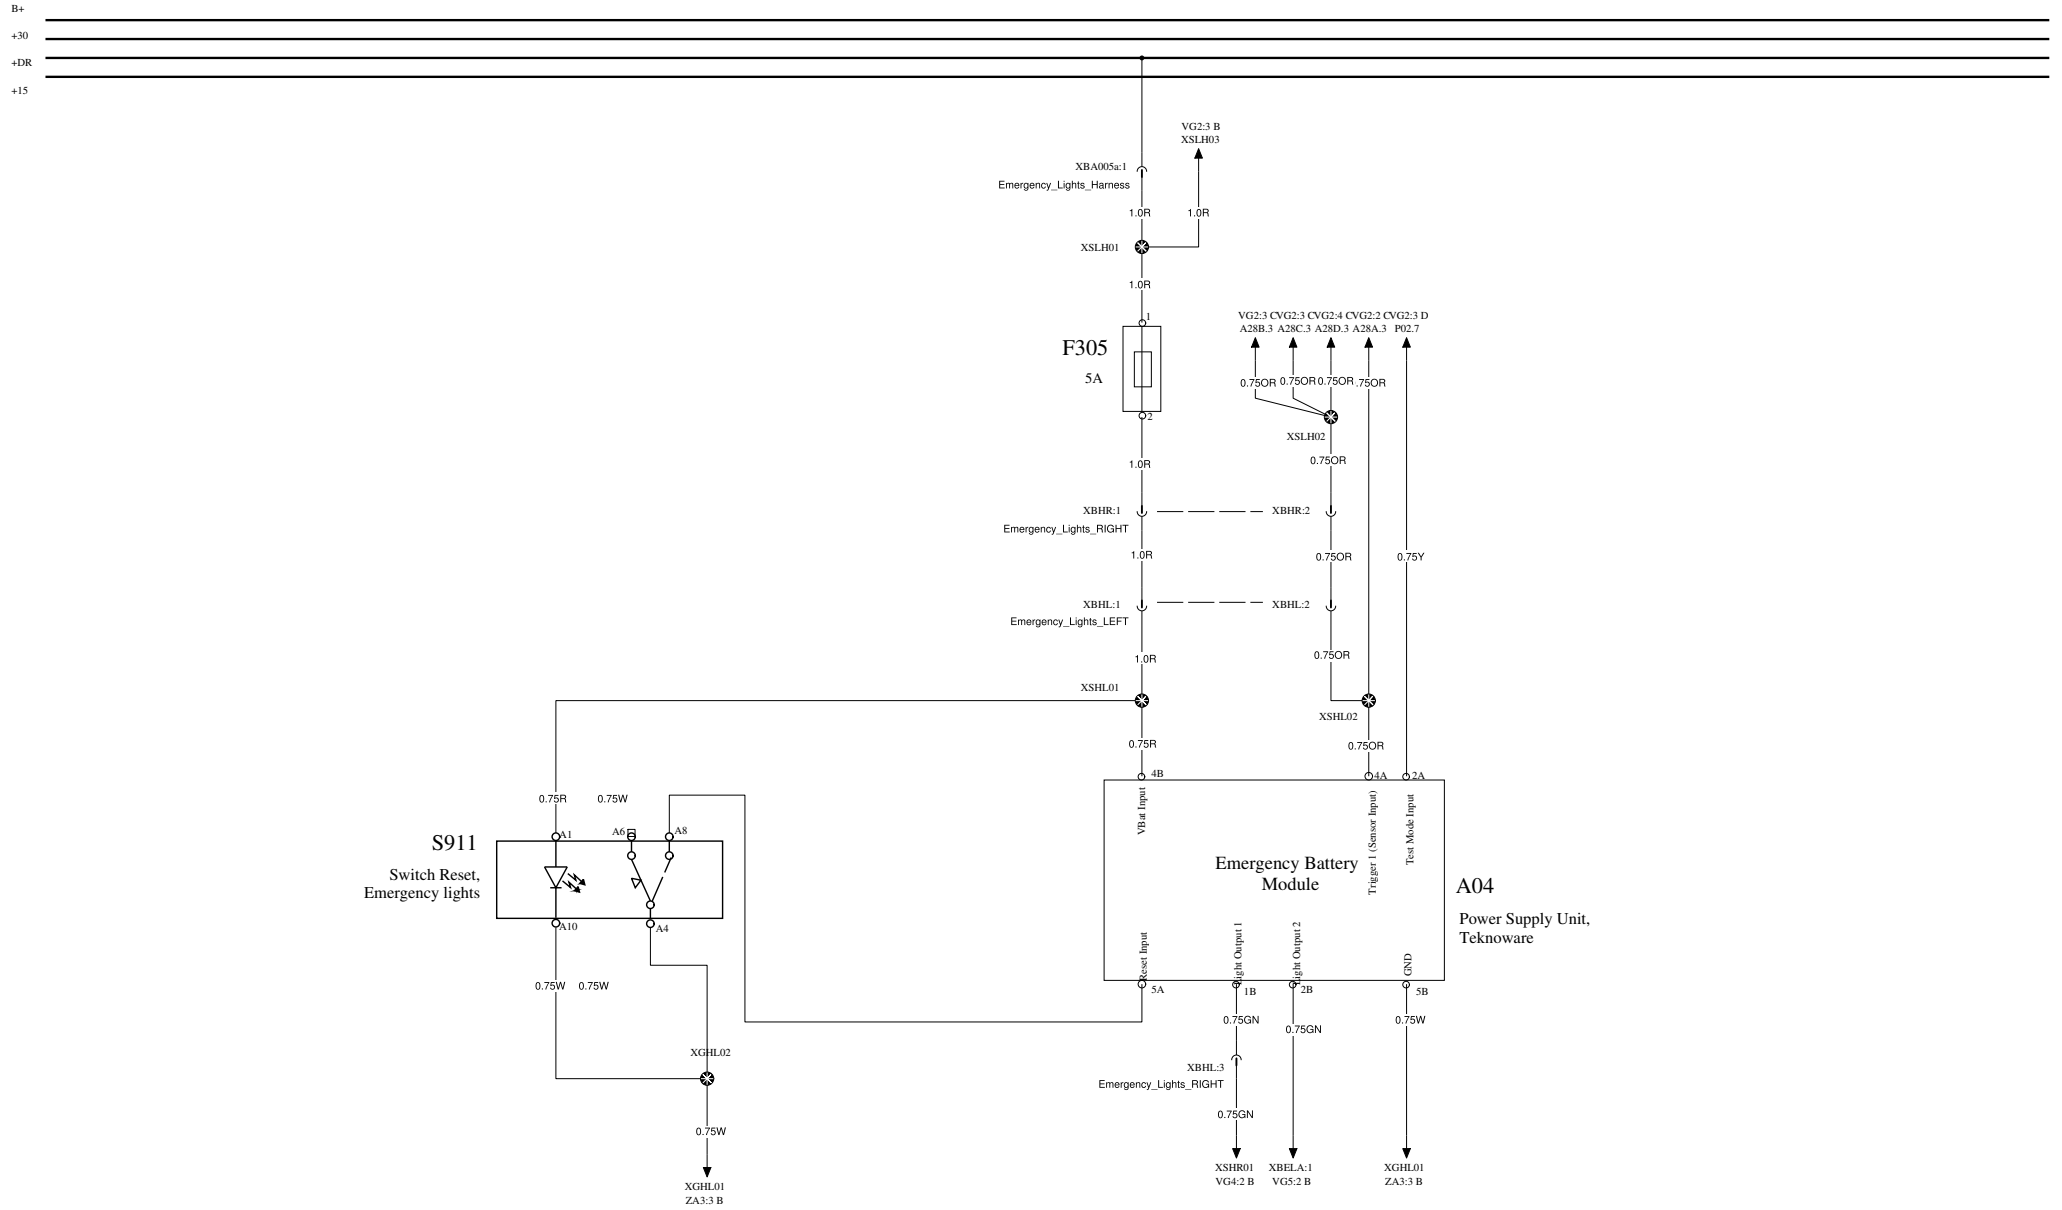 B+
+30
+DR
+15
VG2:3 B
XSLH03
XBA005a:1
Emergency_Lights_Harness
1.0R
1.0R
XSLH01
1.0R
1
F305
5A
2
VG2:3 CVG2:3 CVG2:4 CVG2:2 CVG2:3 D
A28B.3 A28C.3 A28D.3 A28A.3 P02.7
0.75OR 0.75OR 0.75OR .75OR
XSLH02
1.0R
0.75OR
XBHR:1
XBHR:2
Emergency_Lights_RIGHT
1.0R
0.75OR
0.75Y
XBHL:1
XBHL:2
Emergency_Lights_LEFT
1.0R
0.75OR
XSHL01
XSHL02
0.75R
0.75OR
4B
4A
2A
VBat Input
Trigger 1 (Sensor Input)
Test Mode Input
0.75R
0.75W
A1
A6
A8
S911
Switch Reset,
Emergency lights
A10
A4
Emergency Battery
Module
A04
Power Supply Unit,
Teknoware
Reset Input
Light Output 1
Light Output 2
GND
5A
1B
2B
5B
0.75W
0.75W
0.75GN
0.75GN
0.75W
XGHL02
XBHL:3
Emergency_Lights_RIGHT
0.75GN
0.75W
XGHL01
ZA3:3 B
XSHR01
VG4:2 B
XBELA:1
VG5:2 B
XGHL01
ZA3:3 B